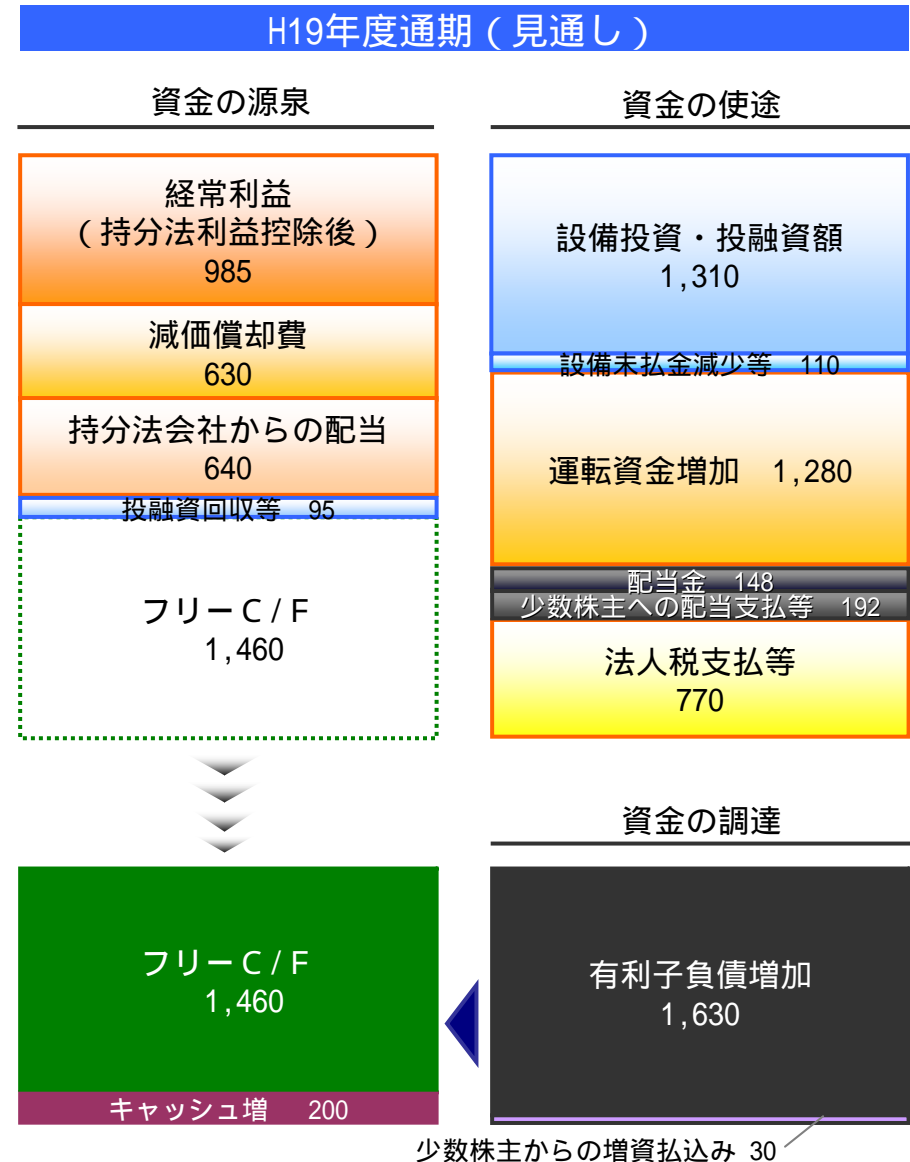 H19年度通期（見通し）
資金の源泉
経常利益
（持分法利益控除後）
985
減価償却費
630
持分法会社からの配当
640
投融資回収等 95
フリーC/F
1,460
資金の使途
設備投資・投融資額
1,310
設備未払金減少等 110
運転資金増加 1,280
配当金 148
少数株主への配当支払等 192
法人税支払等
770
資金の調達
フリーC/F
1,460
キャッシュ増 200
有利子負債増加
1,630
少数株主からの増資払込み 30